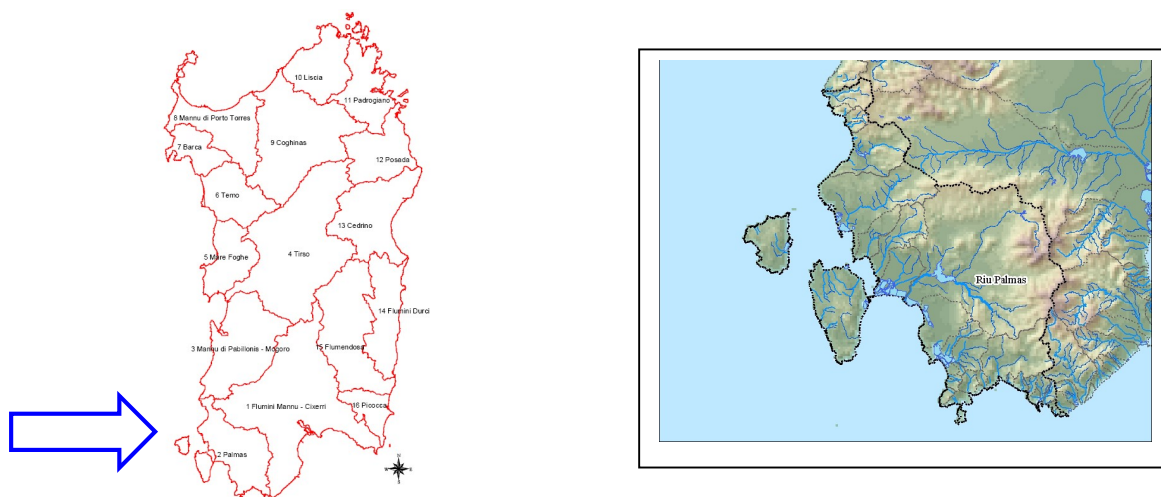 10 Liscia
11 Padrogiano
8 Mannu di Porto Torres
9 Coghinas
7 Barca
12 Posada
6 Temo
13 Cedrino
4 Tirso
5 Mare Foghe
14 Flumini Durci
3 Mannu di Pabillonis - Mogoro
15 Flumendosa
1 Flumini Mannu - Cixerri
16 Picocca
2 Palmas
N
W E
S
Riu Palmas